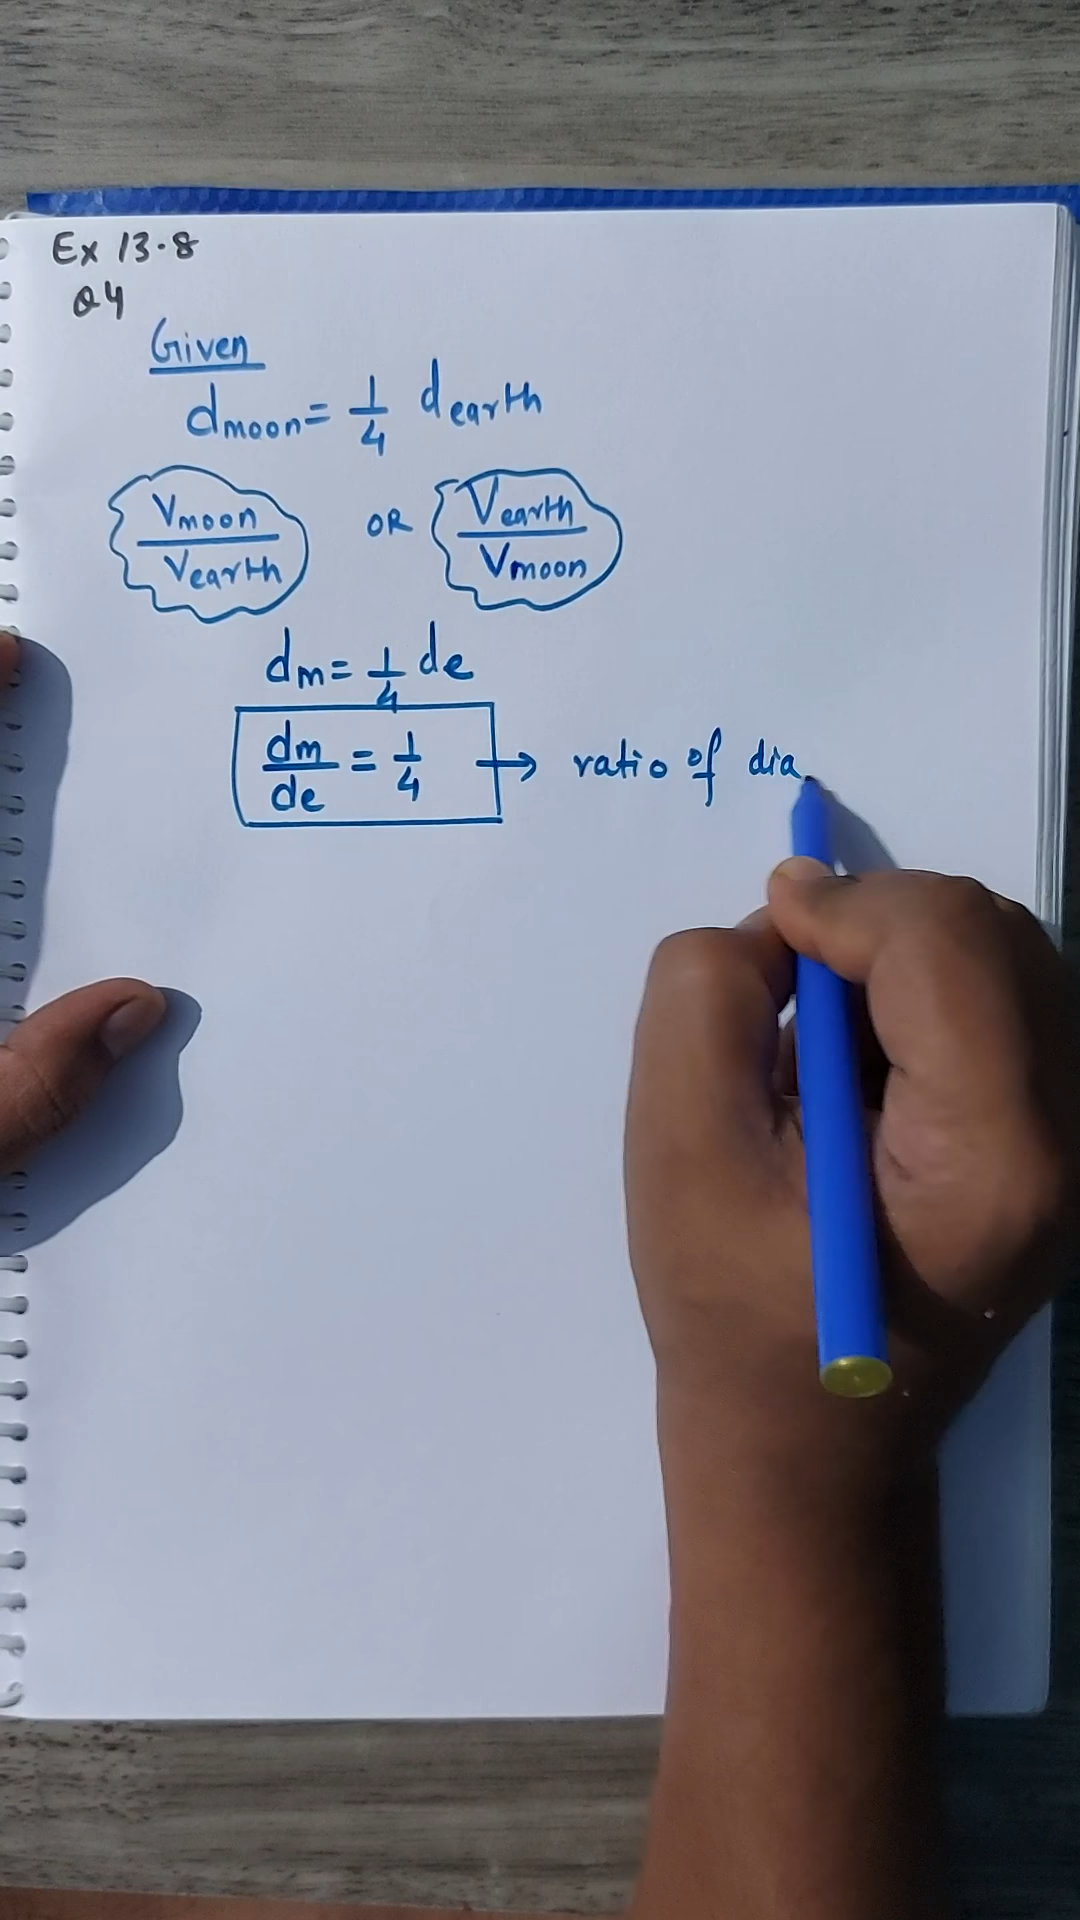 Ex 13.8
Q4
Given
dmoon = 1/4 dearth
Vmoon/Vearth OR Vearth/Vmoon
dm = 1/4 de
dm/de = 1/4 → ratio of dia